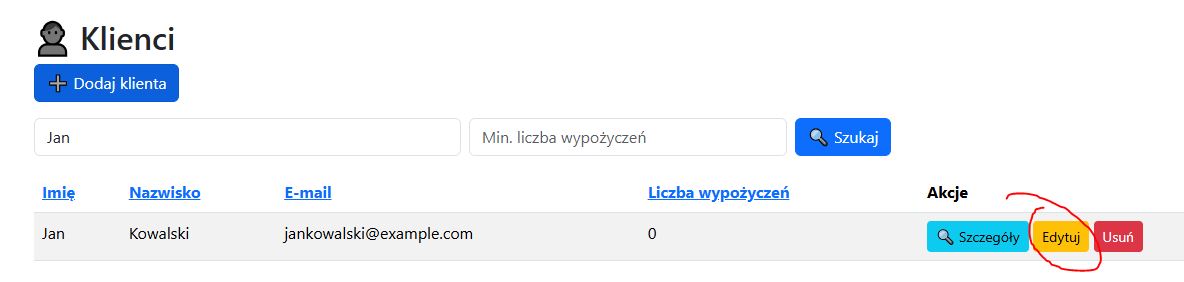 Klienci
Dodaj klienta
Jan Min. liczba wypożyczeń Szukaj
Imię Nazwisko E-mail Liczba wypożyczeń Akcje
Jan Kowalski jankowalski@example.com 0 Szczegóły Edytuj Usuń